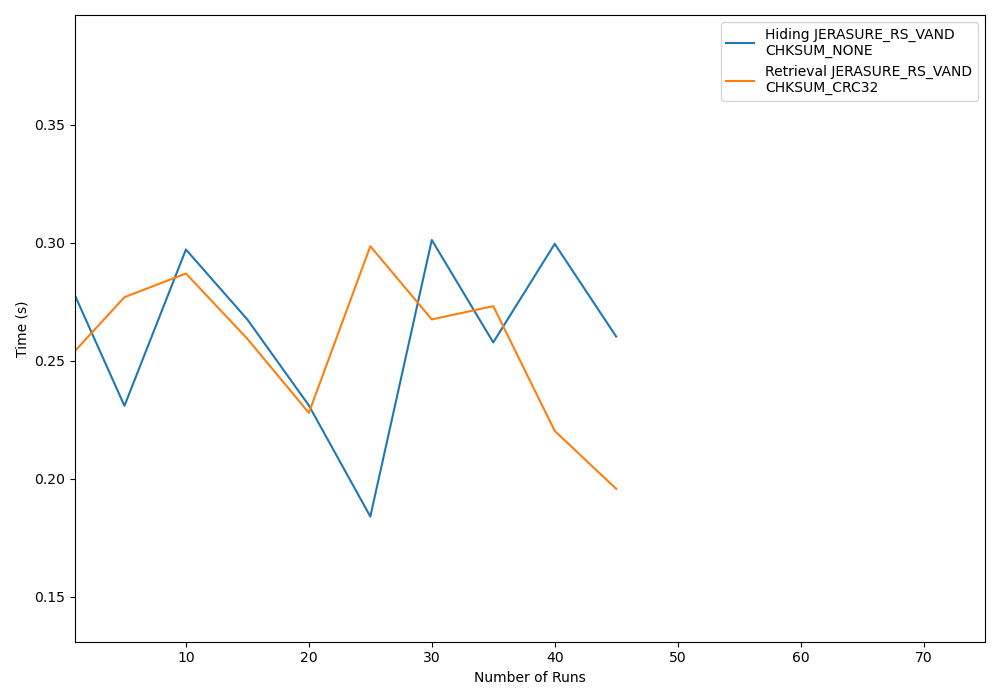 Hiding JERASURE_RS_VAND
CHKSUM_NONE
Retrieval JERASURE_RS_VAND
CHKSUM_CRC32
0.35
0.30
0.25
0.20
0.15
Time (s)
10 20 30 40 50 60 70
Number of Runs